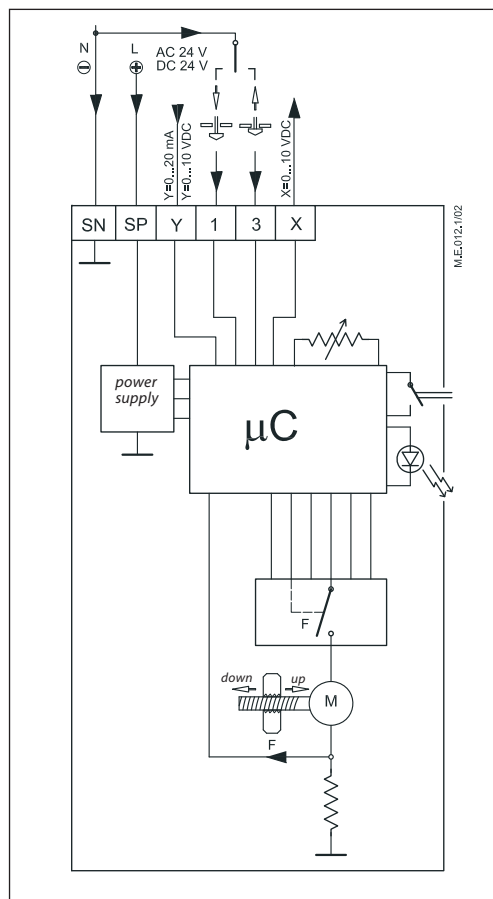 N
L
AC 24 V
DC 24 V
Y=0...20 mA
Y=0...10 VDC
X=0...10 VDC
SN SP Y 1 3 X
M.E.012.1/02
power
supply
µC
F
down
up
M
F